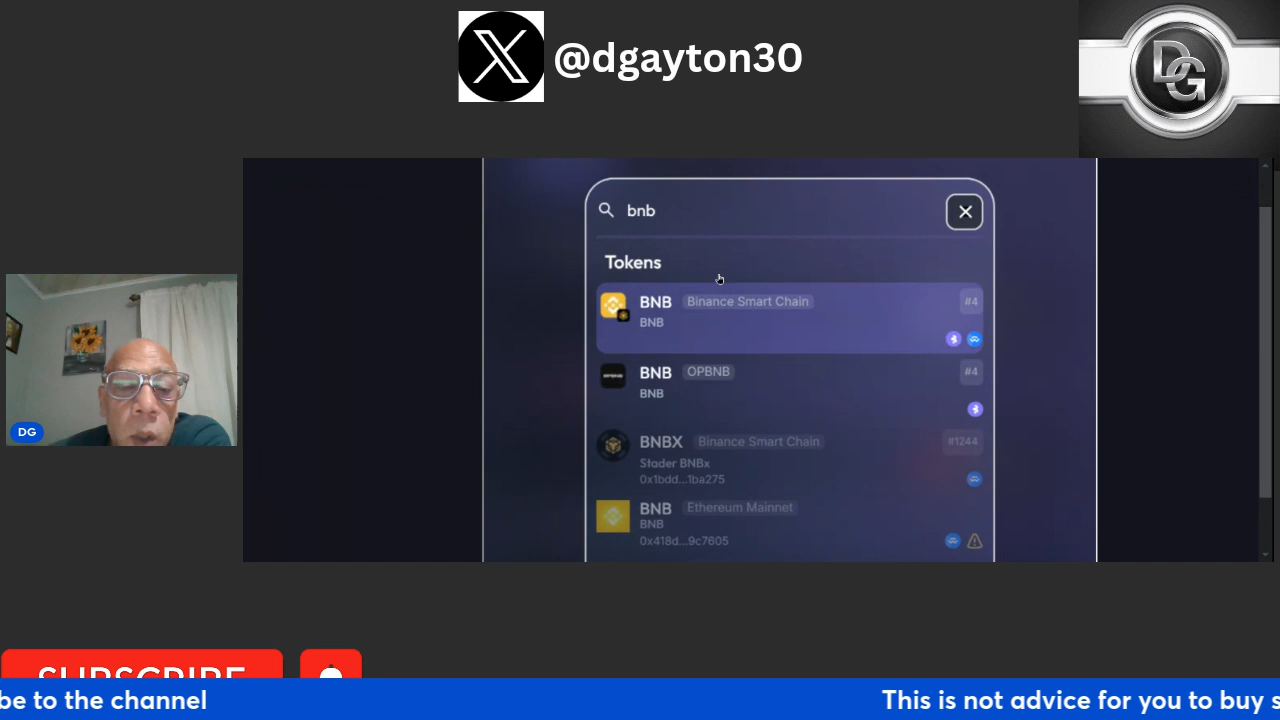 @dgayton30
DG
bnb
Tokens
BNB Binance Smart Chain #4
BNB
BNB OPBNB #4
BNB
BNBX Binance Smart Chain #1244
Stader BNBx
0x1bdd...1ba275
BNB Ethereum Mainnet
BNB
0x418d...9c7605
DG
SUBSCRIBE
be to the channel This is not advice for you to buy s